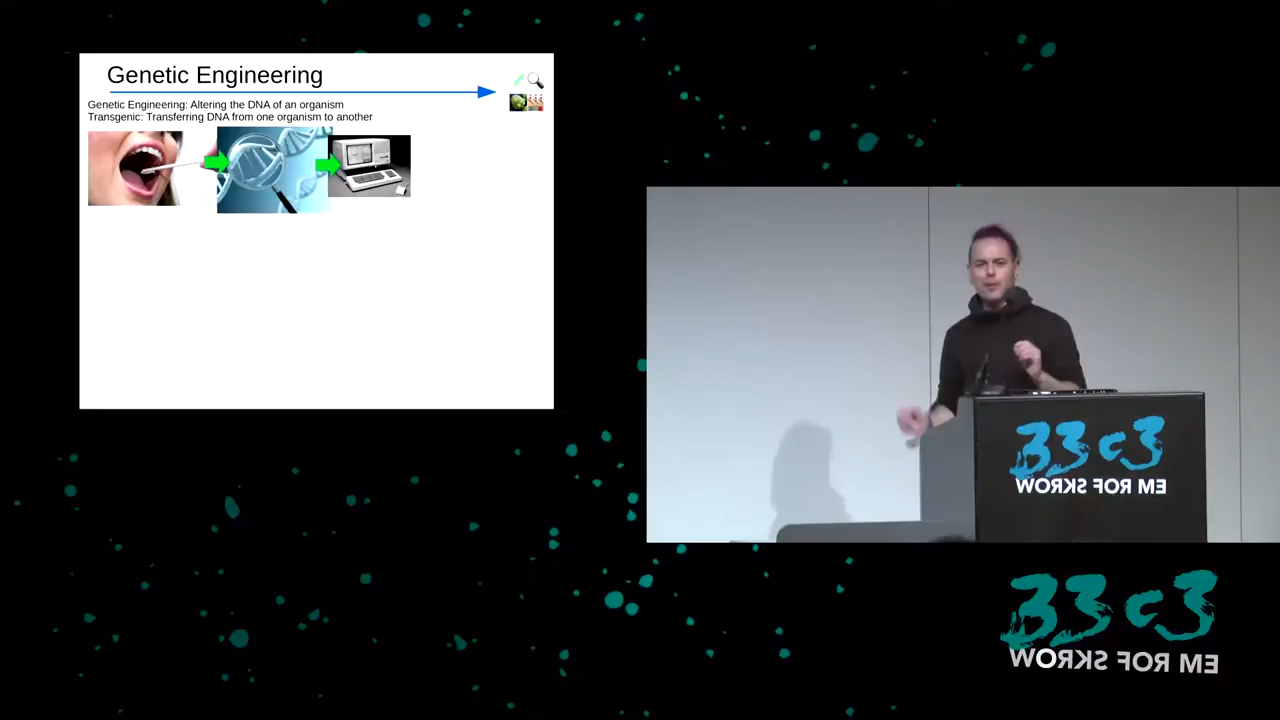 Genetic Engineering
Genetic Engineering: Altering the DNA of an organism
Transgenic: Transferring DNA from one organism to another
33c3
WORKS FOR ME
33c3
WORKS FOR ME